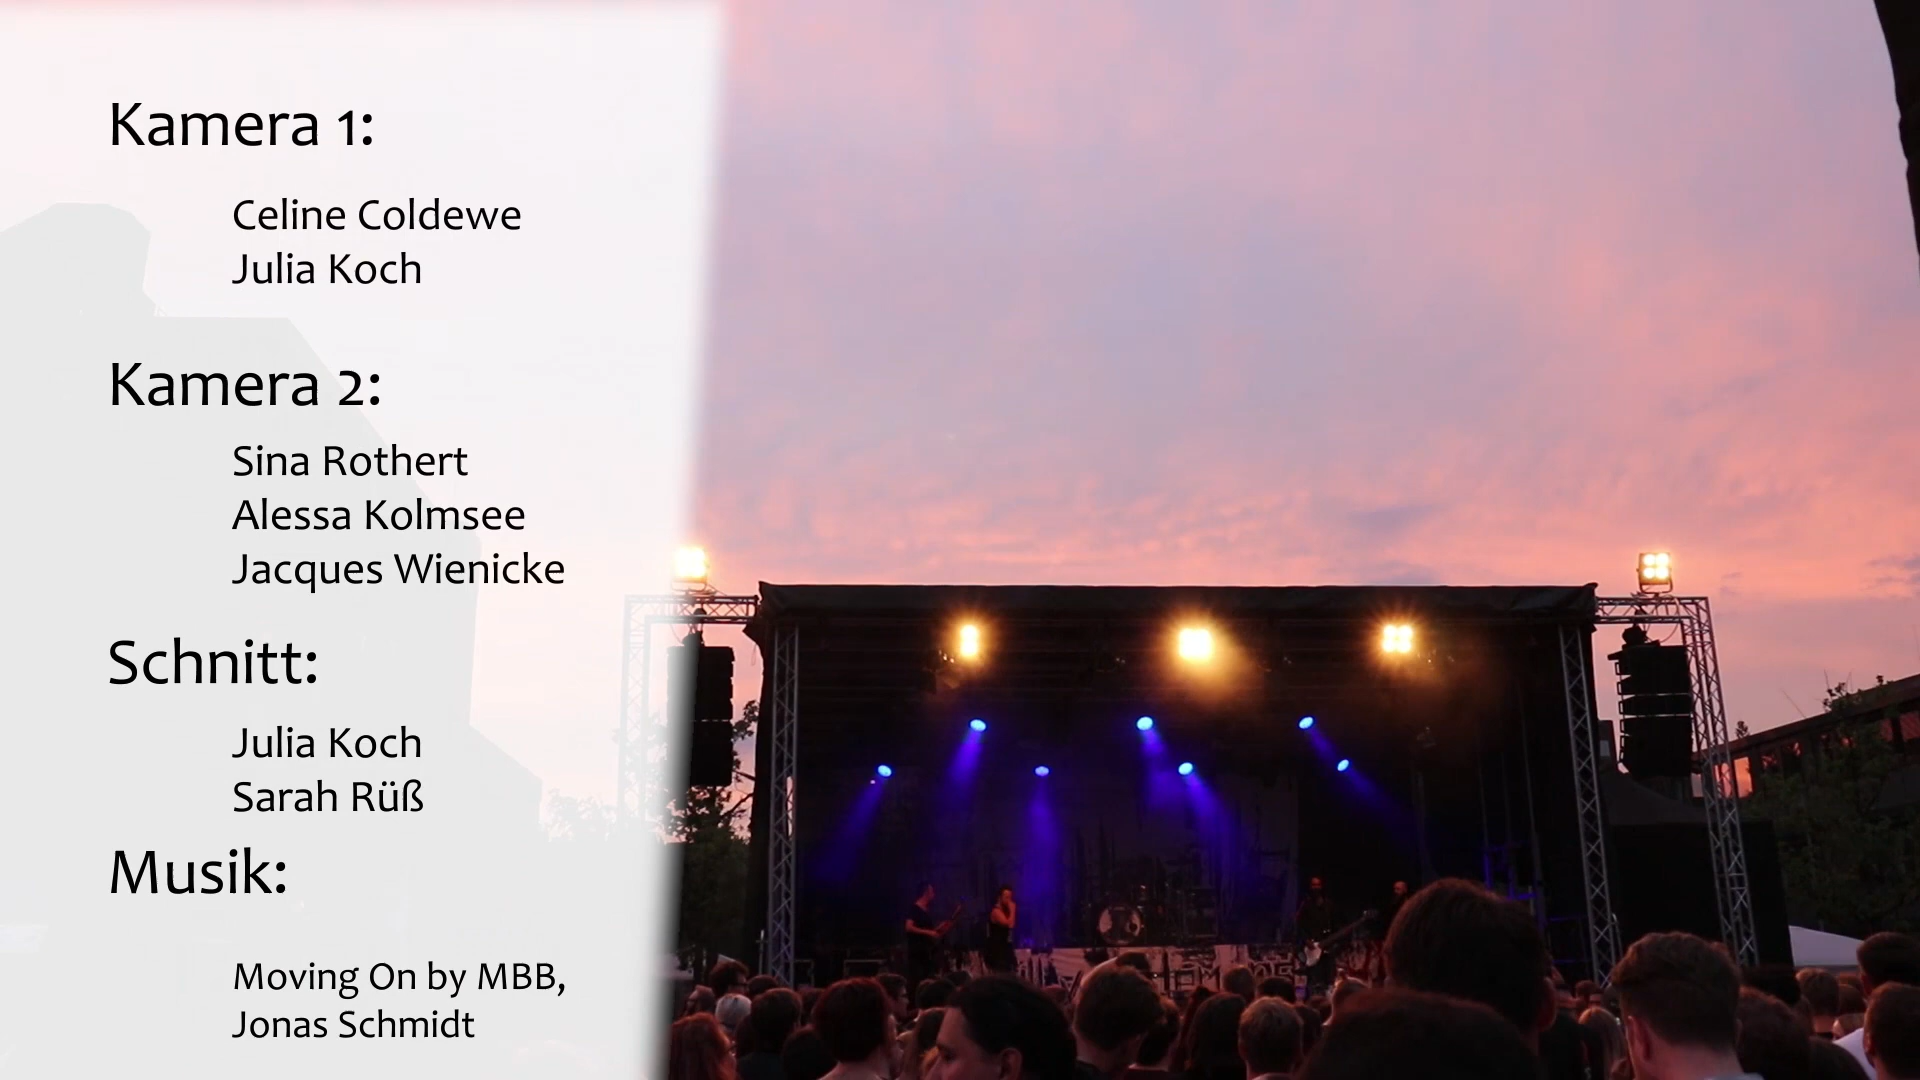 Kamera 1:
Celine Coldewe
Julia Koch
Kamera 2:
Sina Rothert
Alessa Kolmsee
Jacques Wienicke
Schnitt:
Julia Koch
Sarah Rüß
Musik:
Moving On by MBB,
Jonas Schmidt